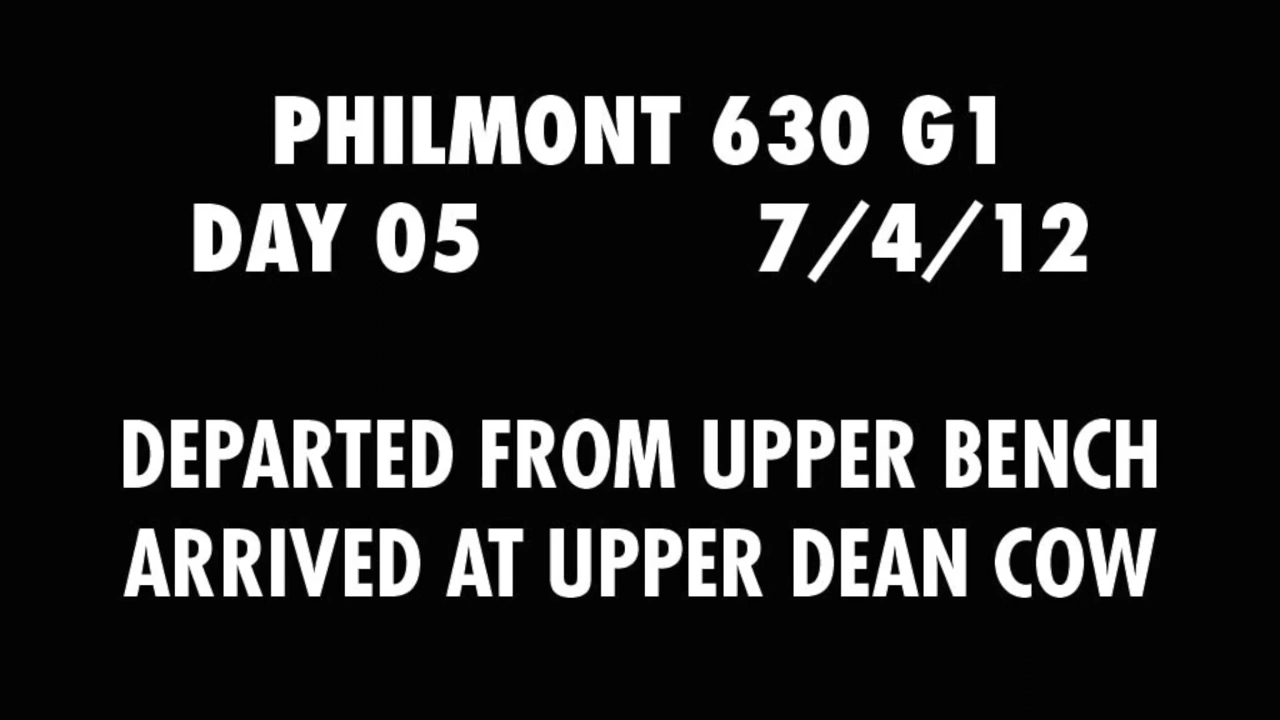 PHILMONT 630 G1
DAY 05 7/4/12
DEPARTED FROM UPPER BENCH
ARRIVED AT UPPER DEAN COW